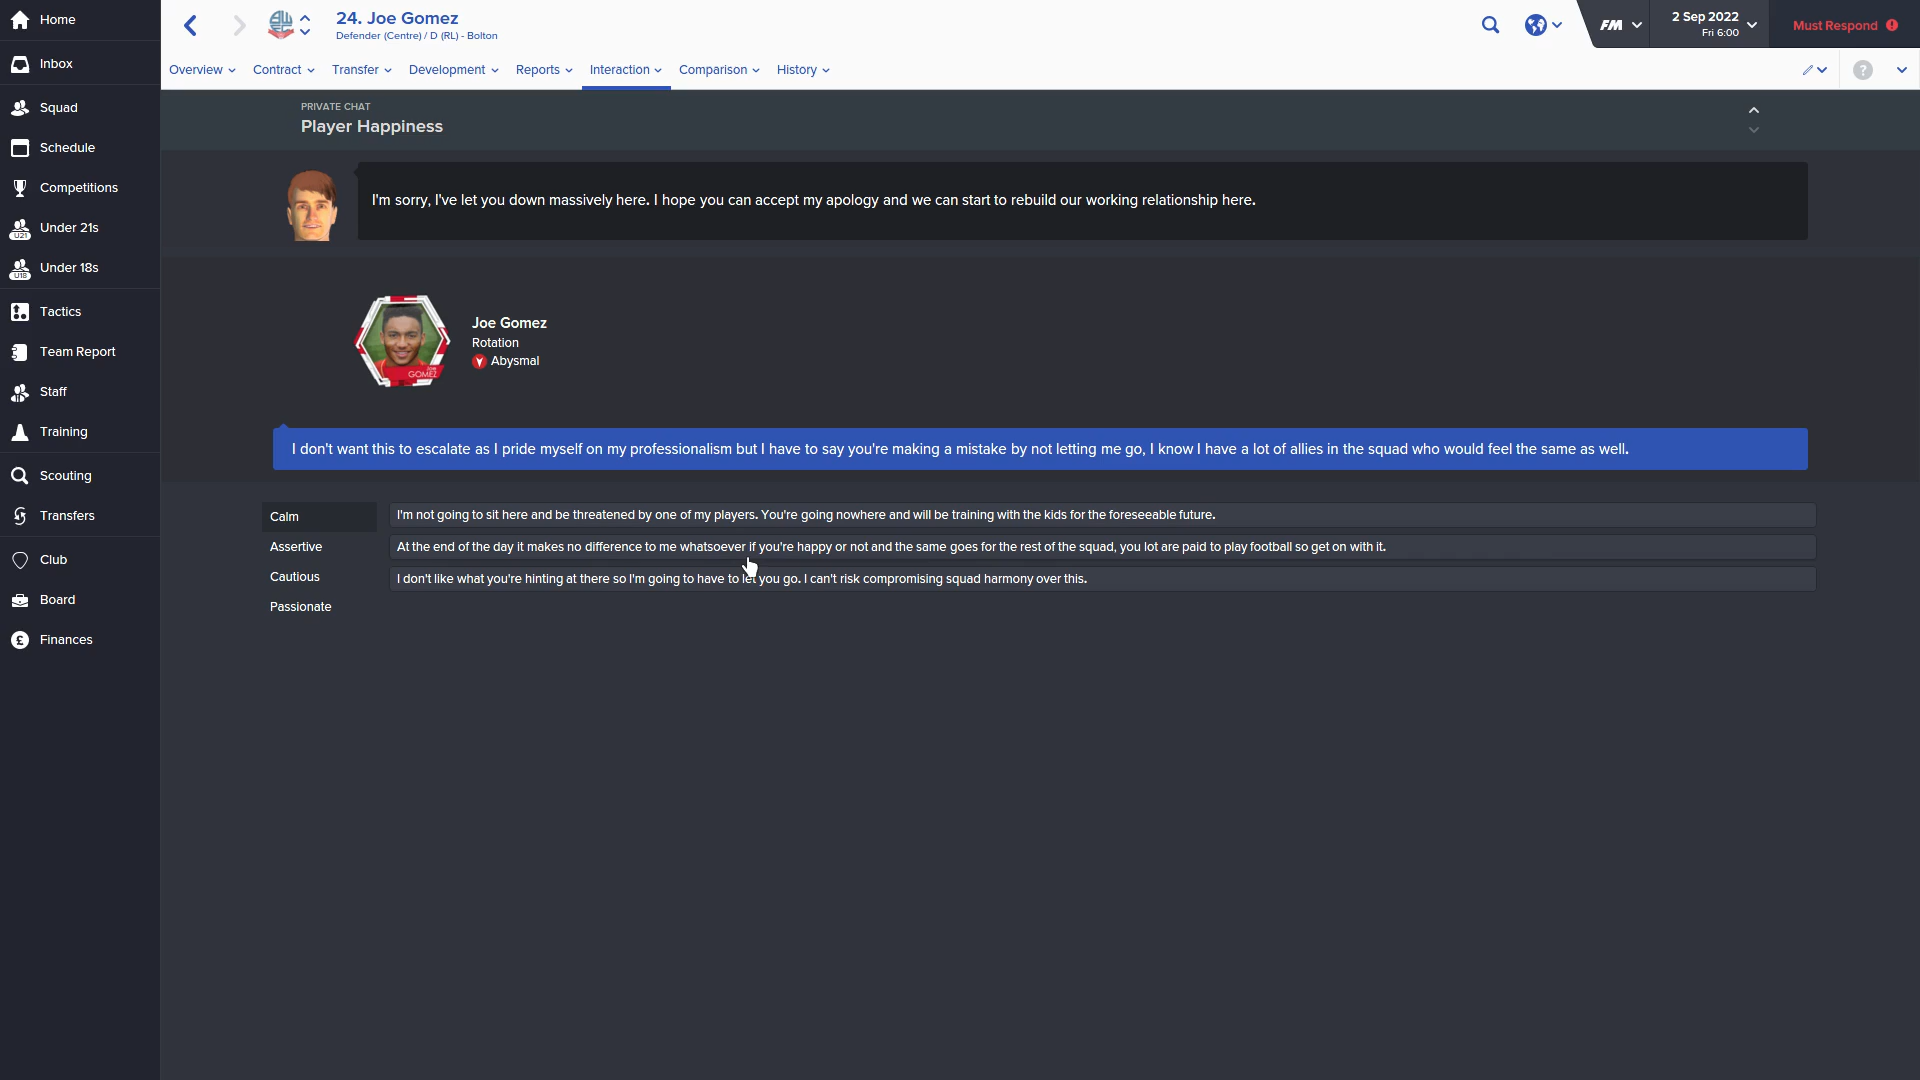 Home
Inbox
Squad
Schedule
Competitions
U21
Under 21s
U18
Under 18s
Tactics
Team Report
Staff
Training
Scouting
Transfers
Club
Board
£
Finances
24. Joe Gomez
Defender (Centre) / D (RL) - Bolton
FM
2 Sep 2022
Fri 6:00
Must Respond
Overview
Contract
Transfer
Development
Reports
Interaction
Comparison
History
?
PRIVATE CHAT
Player Happiness
I'm sorry, I've let you down massively here. I hope you can accept my apology and we can start to rebuild our working relationship here.
Joe
GOMEZ
Joe Gomez
Rotation
Abysmal
I don't want this to escalate as I pride myself on my professionalism but I have to say you're making a mistake by not letting me go, I know I have a lot of allies in the squad who would feel the same as well.
Calm
Assertive
Cautious
Passionate
I'm not going to sit here and be threatened by one of my players. You're going nowhere and will be training with the kids for the foreseeable future.
At the end of the day it makes no difference to me whatsoever if you're happy or not and the same goes for the rest of the squad, you lot are paid to play football so get on with it.
I don't like what you're hinting at there so I'm going to have to let you go. I can't risk compromising squad harmony over this.